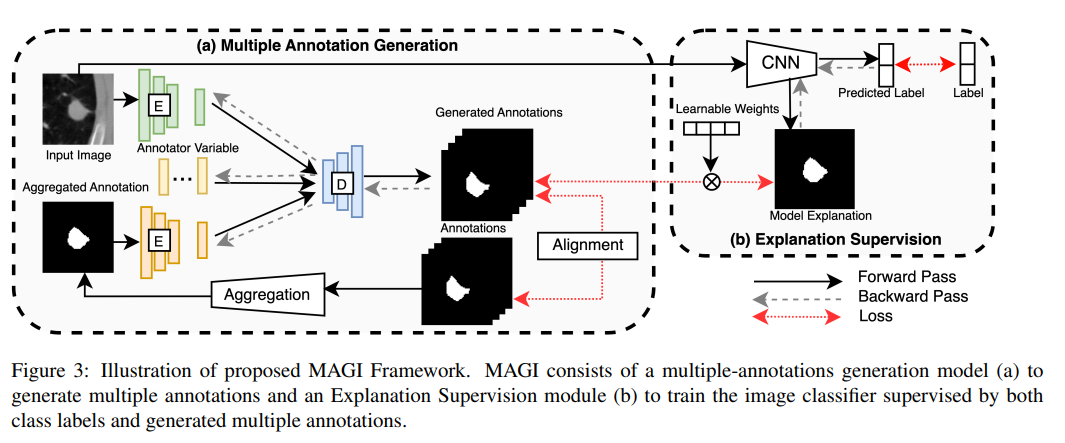 (a) Multiple Annotation Generation
Input Image
E
Annotator Variable
Aggregated Annotation
...
E
D
Generated Annotations
Annotations
Alignment
Aggregation
CNN
Predicted Label
Label
Learnable Weights
Model Explanation
(b) Explanation Supervision
Forward Pass
Backward Pass
Loss
Figure 3: Illustration of proposed MAGI Framework. MAGI consists of a multiple-annotations generation model (a) to
generate multiple annotations and an Explanation Supervision module (b) to train the image classifier supervised by both
class labels and generated multiple annotations.